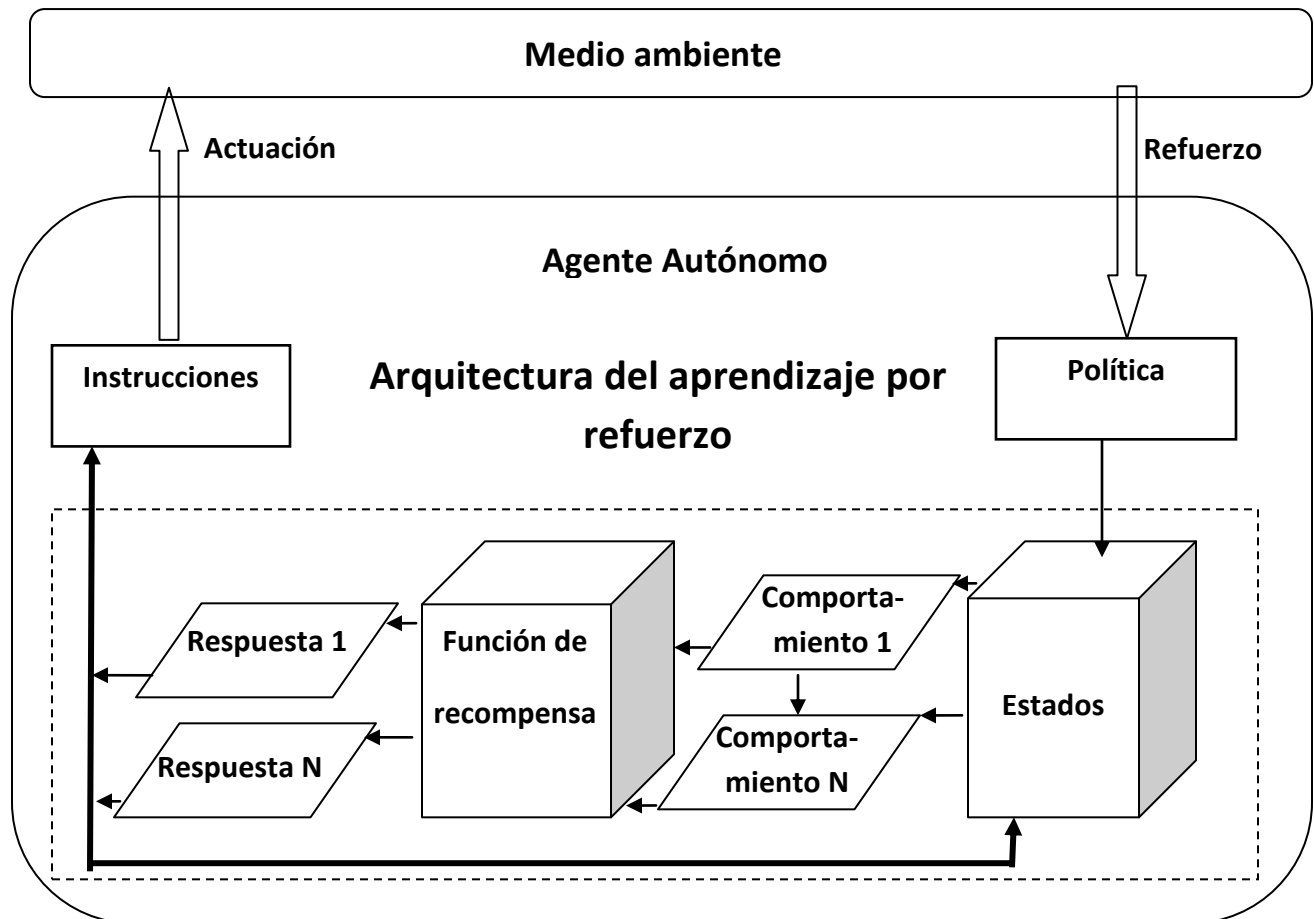 Medio ambiente
Actuación
Refuerzo
Agente Autónomo
Instrucciones
Arquitectura del aprendizaje por
refuerzo
Política
Respuesta 1
Respuesta N
Función de
recompensa
Comporta-
miento 1
Comporta-
miento N
Estados